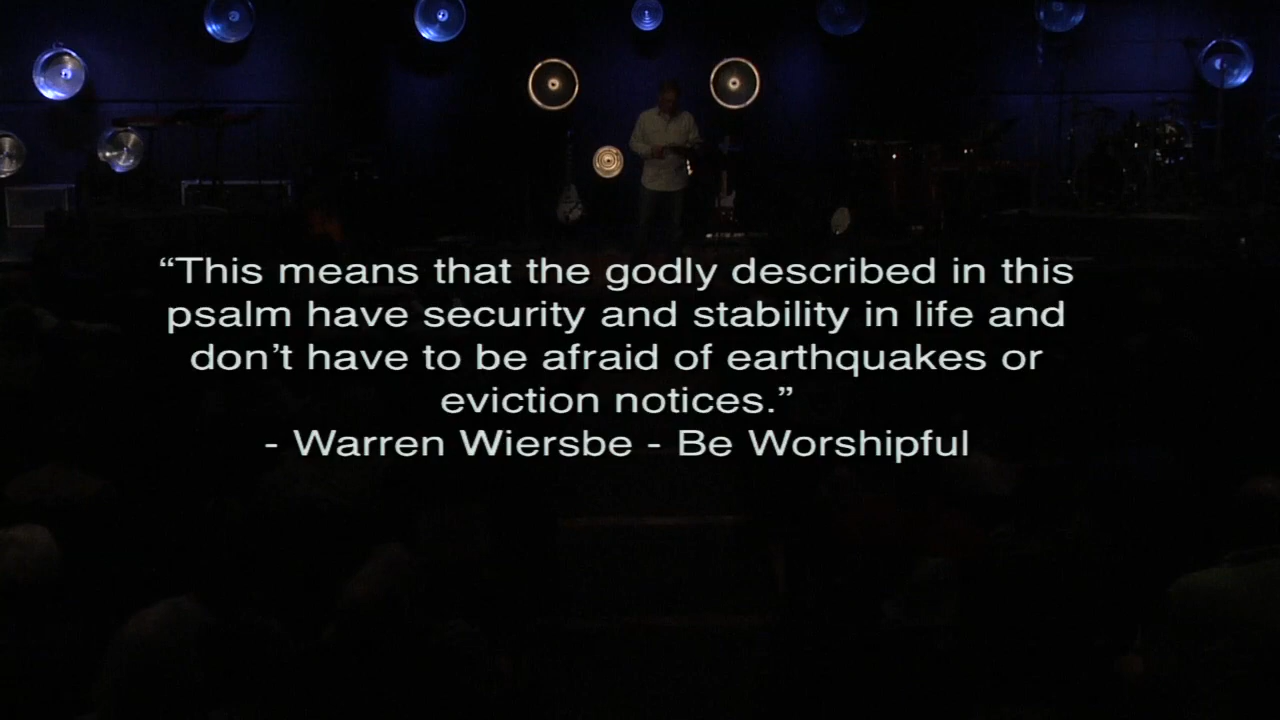 “This means that the godly described in this
psalm have security and stability in life and
don’t have to be afraid of earthquakes or
eviction notices.”
- Warren Wiersbe - Be Worshipful